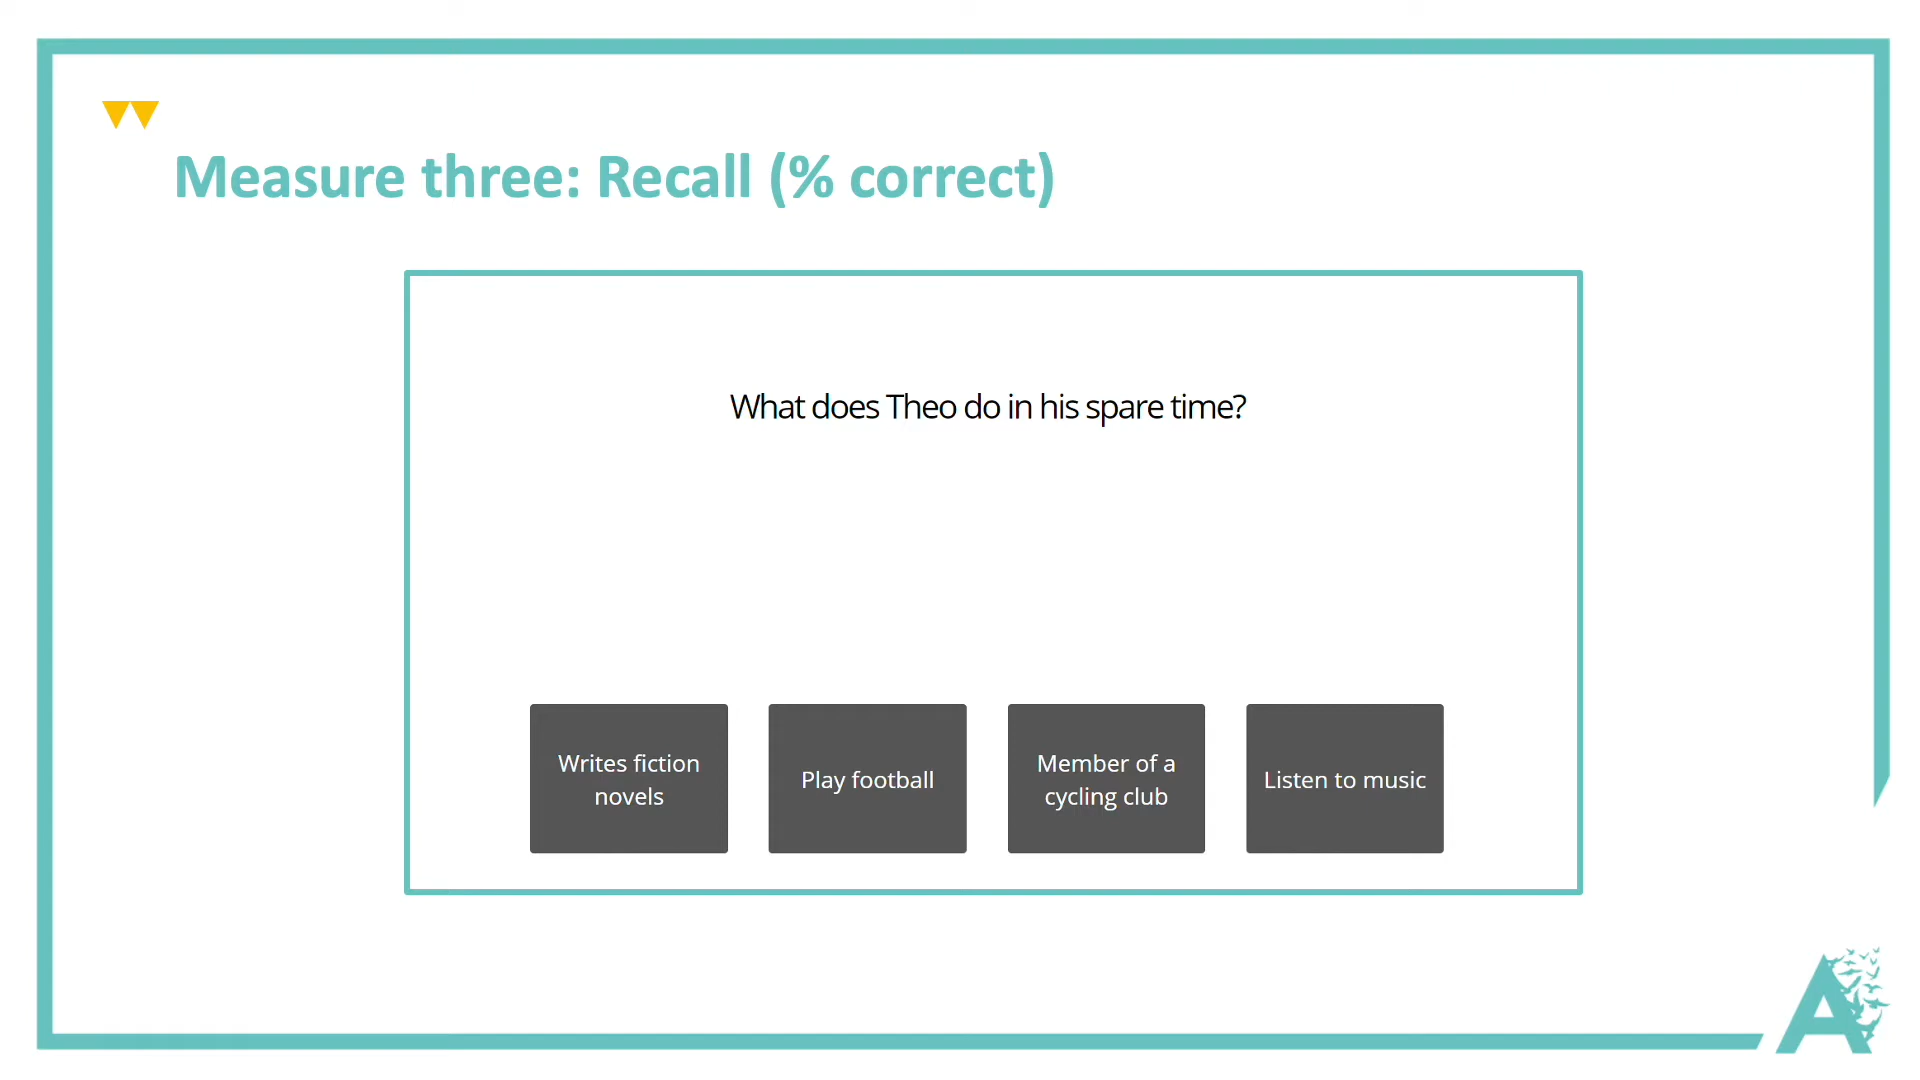 Measure three: Recall (% correct)
What does Theo do in his spare time?
Writes fiction
novels
Play football
Member of a
cycling club
Listen to music
A